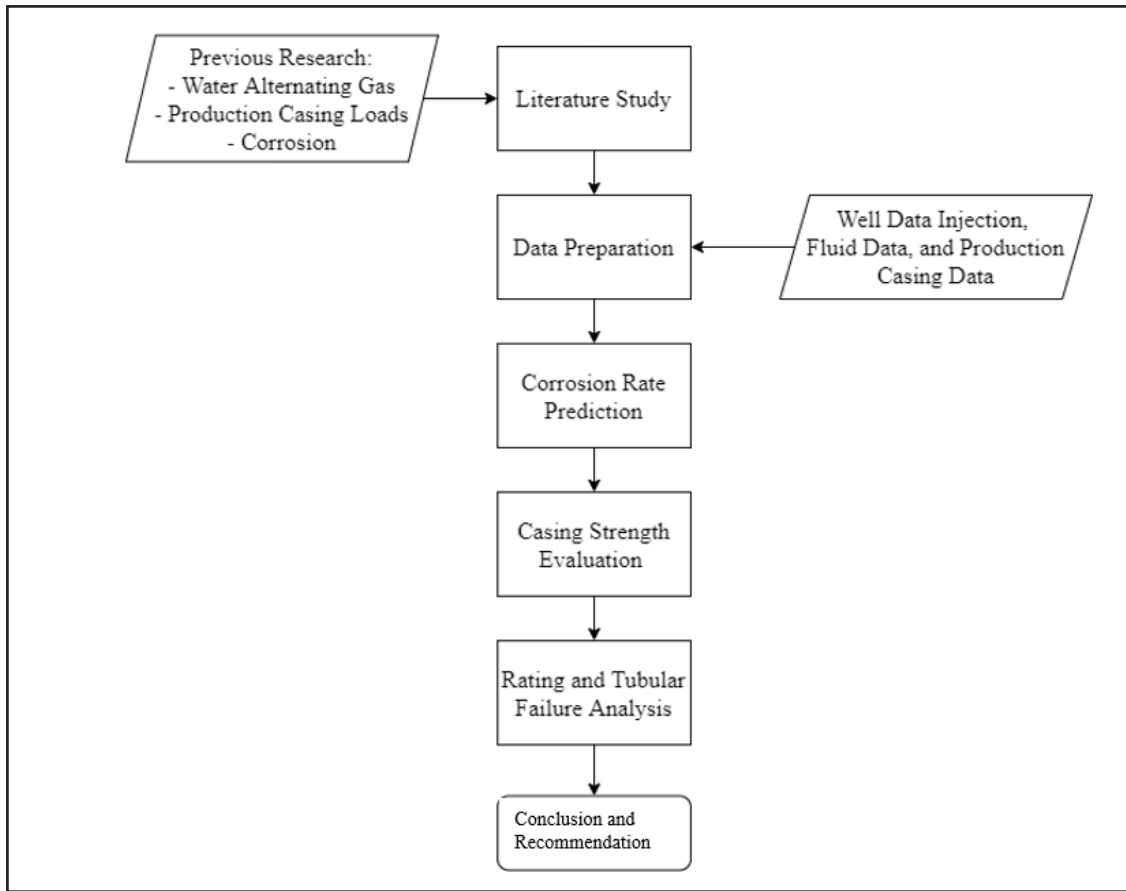 Previous Research:
- Water Alternating Gas
- Production Casing Loads
- Corrosion
Literature Study
Data Preparation
Well Data Injection,
Fluid Data, and Production
Casing Data
Corrosion Rate
Prediction
Casing Strength
Evaluation
Rating and Tubular
Failure Analysis
Conclusion and
Recommendation